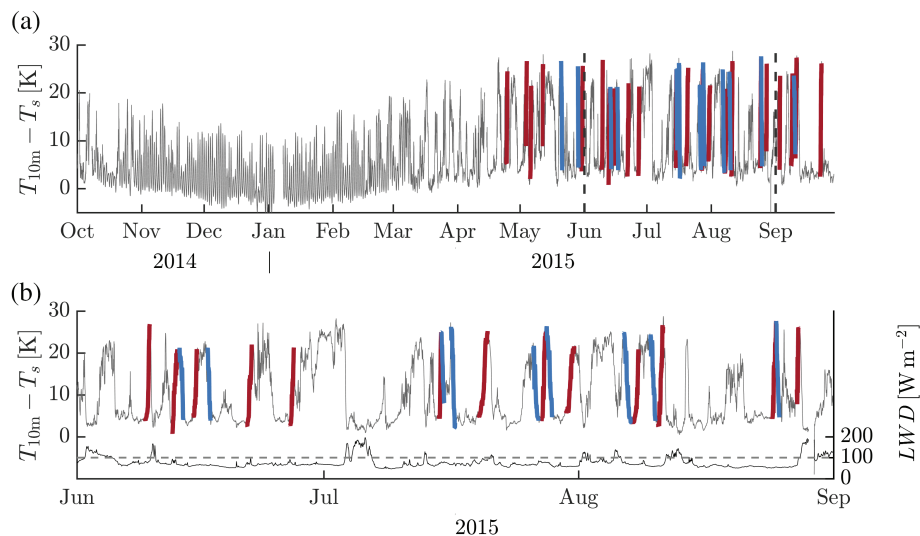 (a)
30
20
10
0
T10m − Ts [K]
Oct Nov Dec Jan Feb Mar Apr May Jun Jul Aug Sep
2014 | 2015
(b)
30
20
10
0
T10m − Ts [K]
200
100
0
LWD [W m−2]
Jun Jul Aug Sep
2015